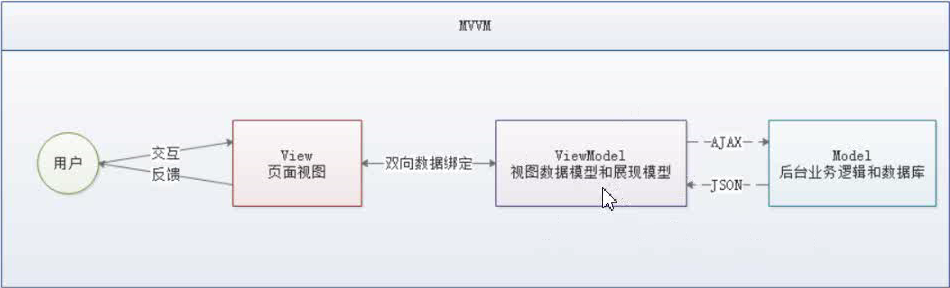 MVVM
用户
交互
反馈
View
页面视图
双向数据绑定
ViewModel
视图数据模型和展现模型
AJAX
JSON
Model
后台业务逻辑和数据库